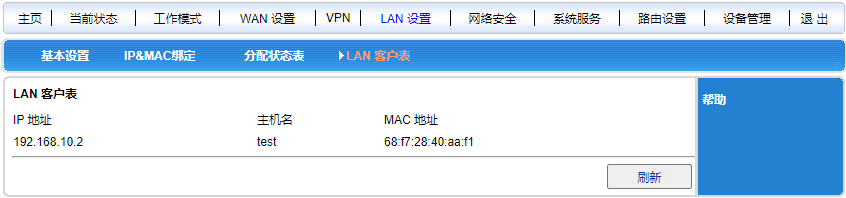 主页 当前状态 工作模式 WAN 设置 VPN LAN 设置 网络安全 系统服务 路由设置 设备管理 退 出
基本设置 IP&MAC绑定 分配状态表 LAN 客户表
LAN 客户表
帮助
IP 地址 主机名 MAC 地址
192.168.10.2 test 68:f7:28:40:aa:f1
刷新